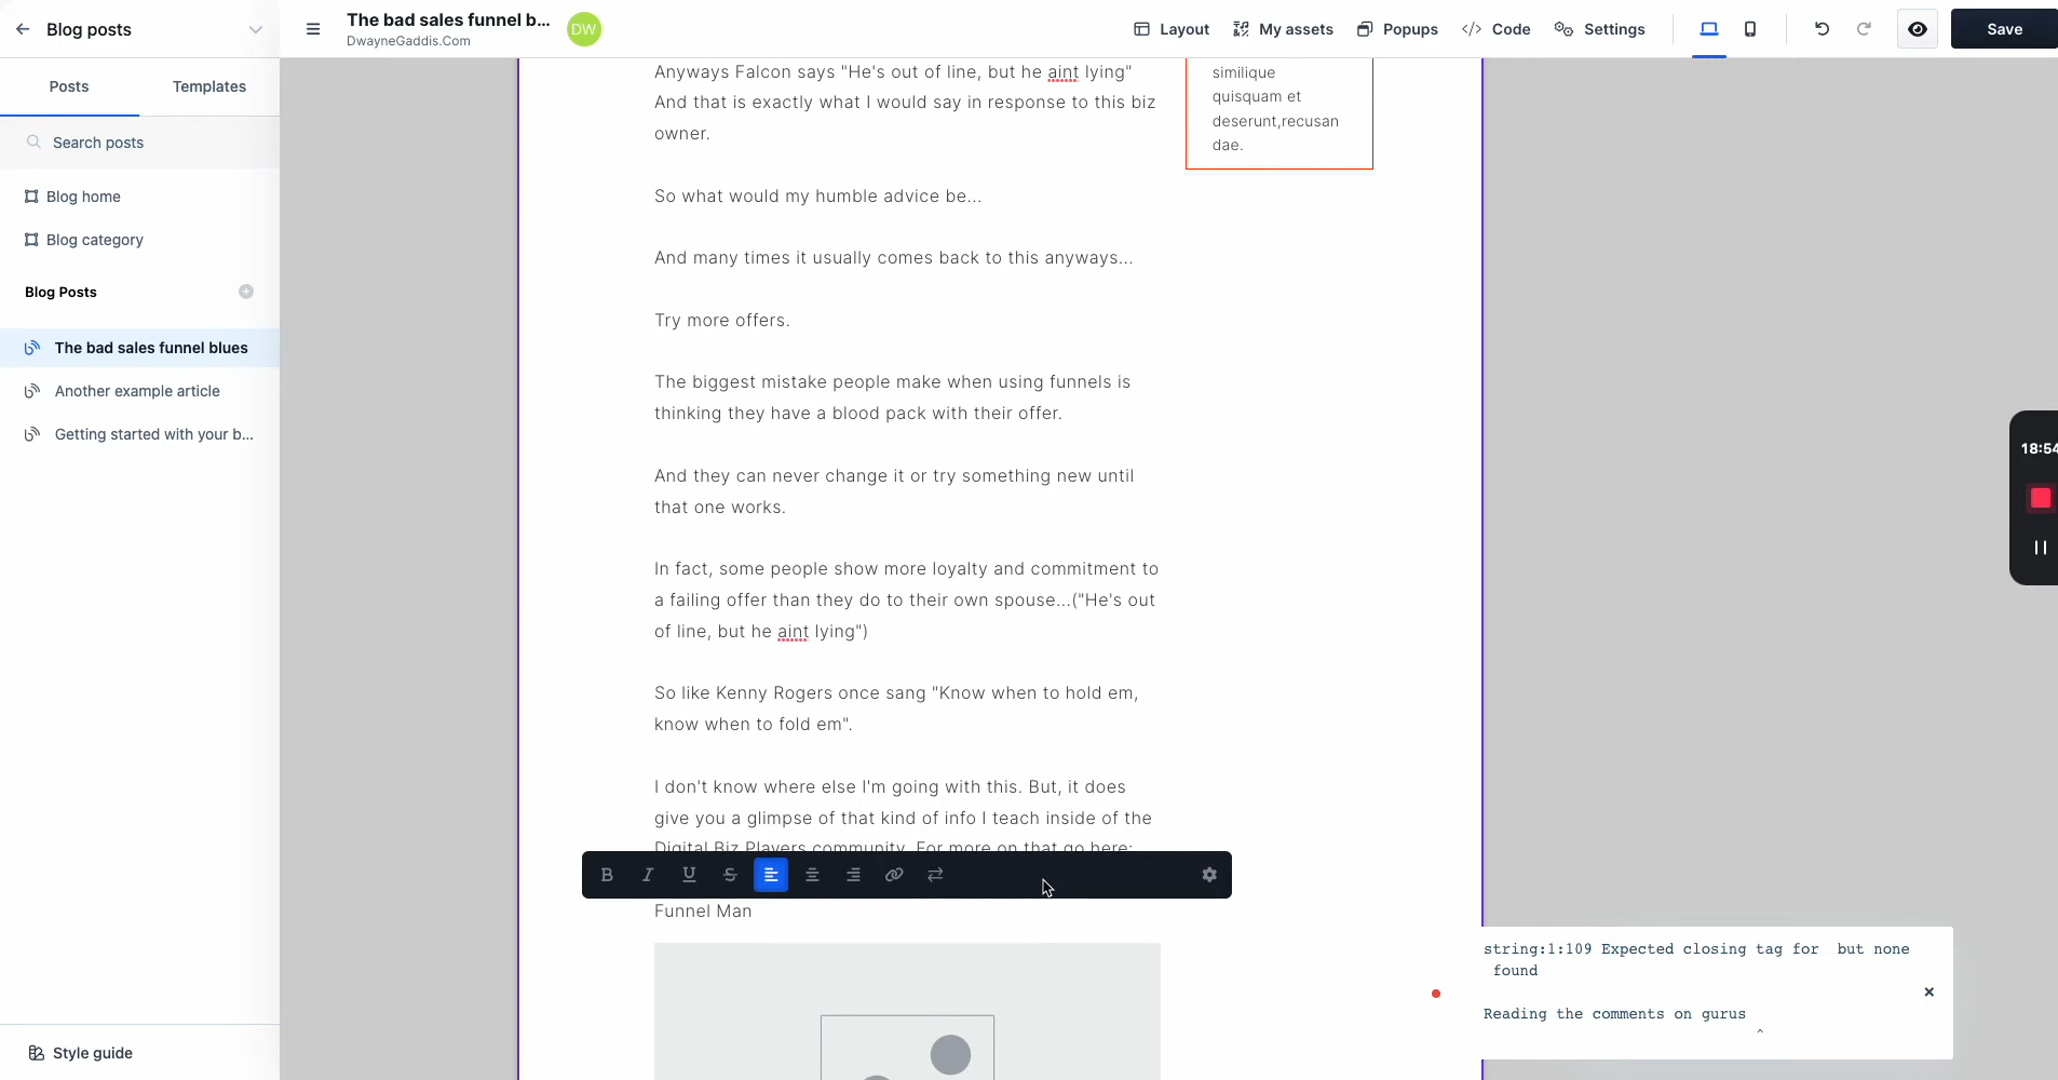 Blog posts
The bad sales funnel b...
DwayneGaddis.Com
DW
Layout
My assets
Popups
Code
Settings
Save
Posts
Templates
Search posts
Blog home
Blog category
Blog Posts
The bad sales funnel blues
Another example article
Getting started with your b...
Style guide
Anyways Falcon says "He's out of line, but he aint lying"
And that is exactly what I would say in response to this biz
owner.
So what would my humble advice be...
And many times it usually comes back to this anyways...
Try more offers.
The biggest mistake people make when using funnels is
thinking they have a blood pack with their offer.
And they can never change it or try something new until
that one works.
In fact, some people show more loyalty and commitment to
a failing offer than they do to their own spouse...("He's out
of line, but he aint lying")
So like Kenny Rogers once sang "Know when to hold em,
know when to fold em".
I don't know where else I'm going with this. But, it does
give you a glimpse of that kind of info I teach inside of the
Digital Biz Players community. For more on that go here:
B I U S
Funnel Man
similique
quisquam et
deserunt,recusan
dae.
18:54
string:1:109 Expected closing tag for  but none
found
Reading the comments on gurus
^